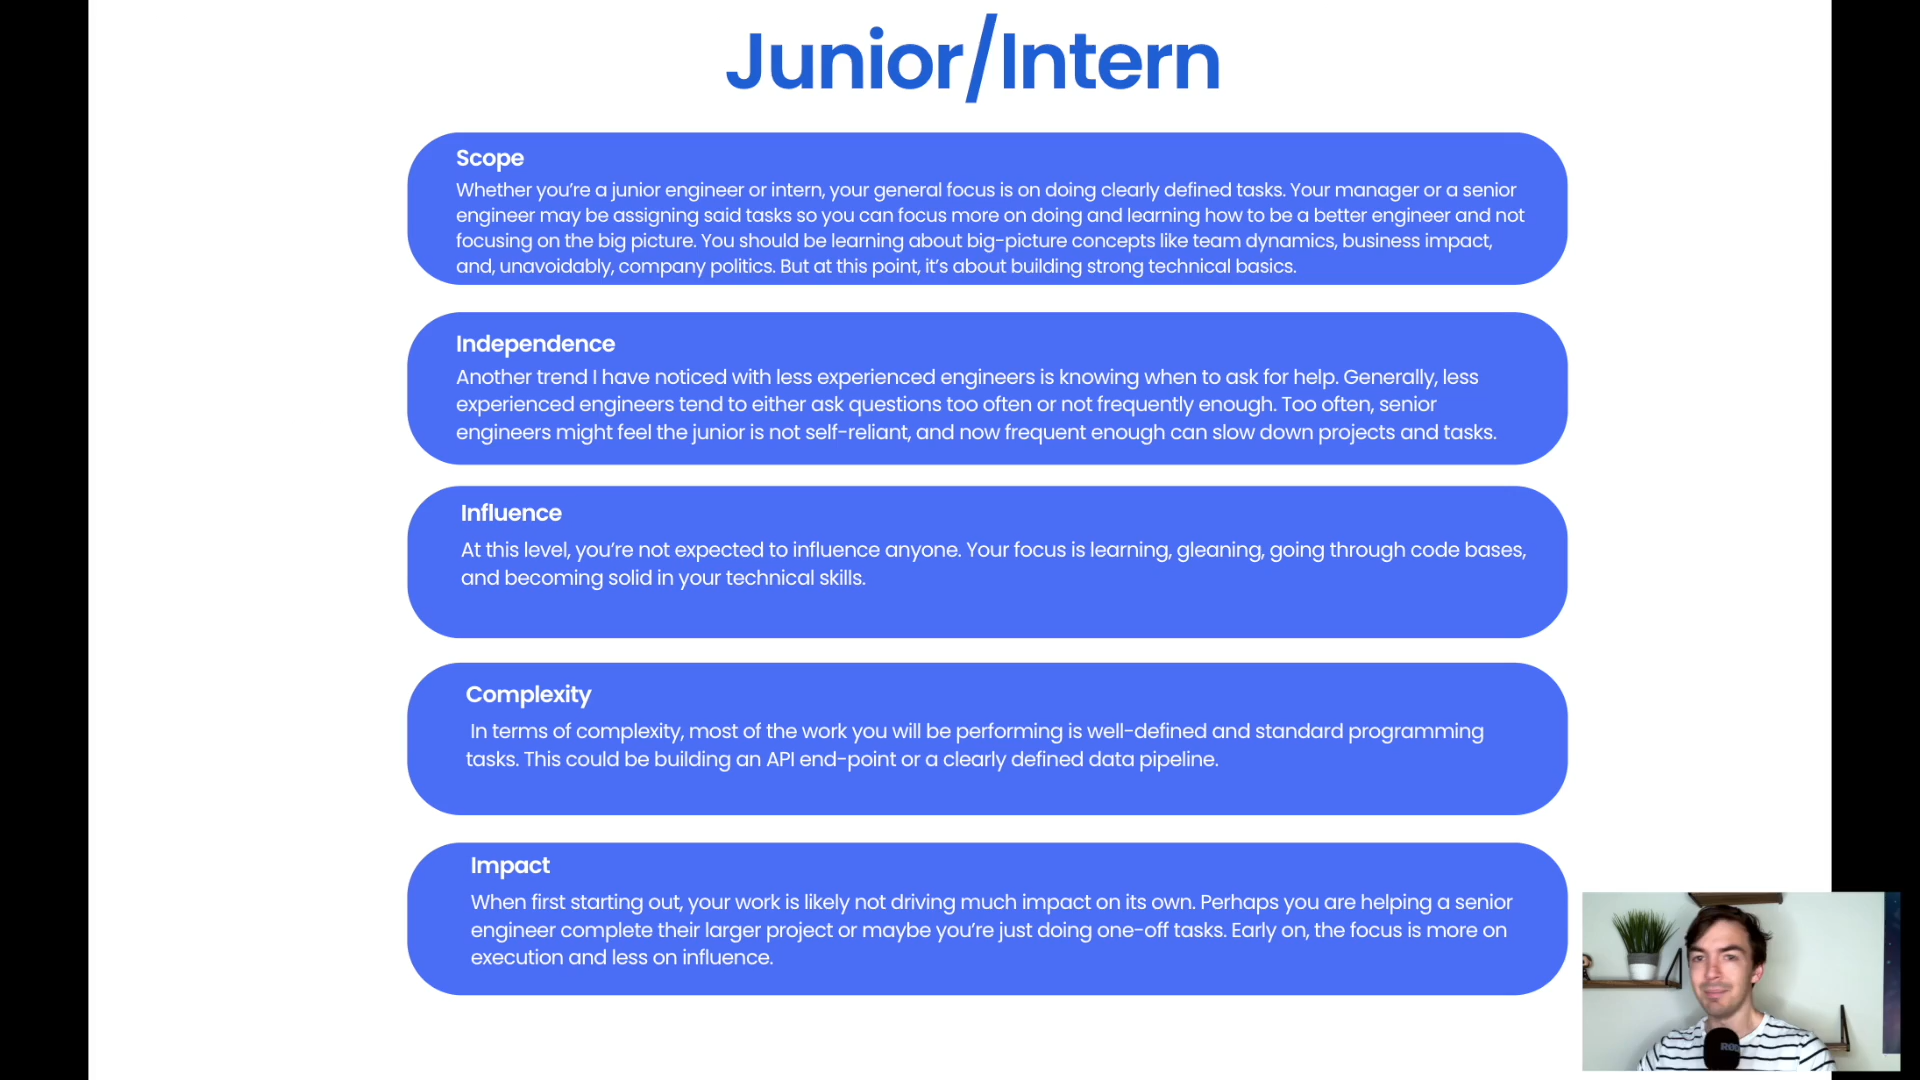 Junior/Intern
Scope
Whether you’re a junior engineer or intern, your general focus is on doing clearly defined tasks. Your manager or a senior
engineer may be assigning said tasks so you can focus more on doing and learning how to be a better engineer and not
focusing on the big picture. You should be learning about big-picture concepts like team dynamics, business impact,
and, unavoidably, company politics. But at this point, it’s about building strong technical basics.
Independence
Another trend I have noticed with less experienced engineers is knowing when to ask for help. Generally, less
experienced engineers tend to either ask questions too often or not frequently enough. Too often, senior
engineers might feel the junior is not self-reliant, and now frequent enough can slow down projects and tasks.
Influence
At this level, you’re not expected to influence anyone. Your focus is learning, gleaning, going through code bases,
and becoming solid in your technical skills.
Complexity
In terms of complexity, most of the work you will be performing is well-defined and standard programming
tasks. This could be building an API end-point or a clearly defined data pipeline.
Impact
When first starting out, your work is likely not driving much impact on its own. Perhaps you are helping a senior
engineer complete their larger project or maybe you’re just doing one-off tasks. Early on, the focus is more on
execution and less on influence.